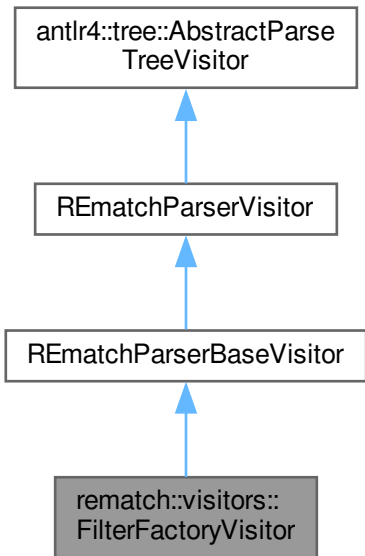 antlr4::tree::AbstractParse
TreeVisitor
REmatchParserVisitor
REmatchParserBaseVisitor
rematch::visitors::
FilterFactoryVisitor